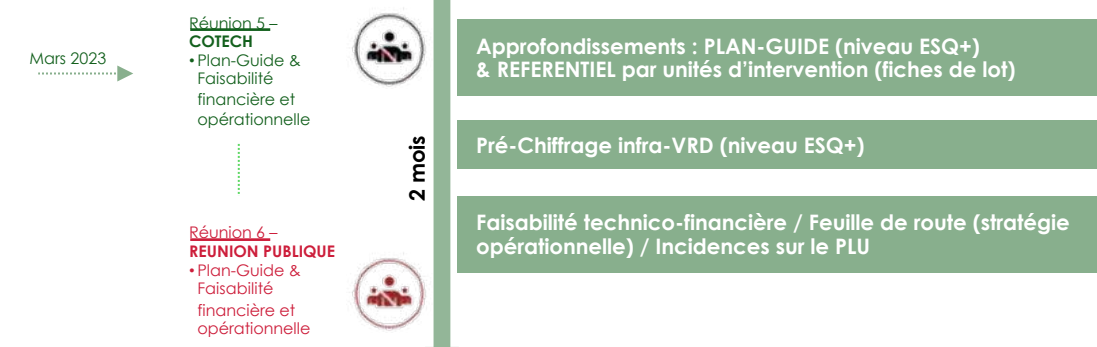 Mars 2023
Réunion 5 –
COTECH
• Plan-Guide &
Faisabilité
financière et
opérationnelle
2 mois
Réunion 6 –
REUNION PUBLIQUE
• Plan-Guide &
Faisabilité
financière et
opérationnelle
Approfondissements : PLAN-GUIDE (niveau ESQ+)
& REFERENTIEL par unités d'intervention (fiches de lot)
Pré-Chiffrage infra-VRD (niveau ESQ+)
Faisabilité technico-financière / Feuille de route (stratégie
opérationnelle) / Incidences sur le PLU